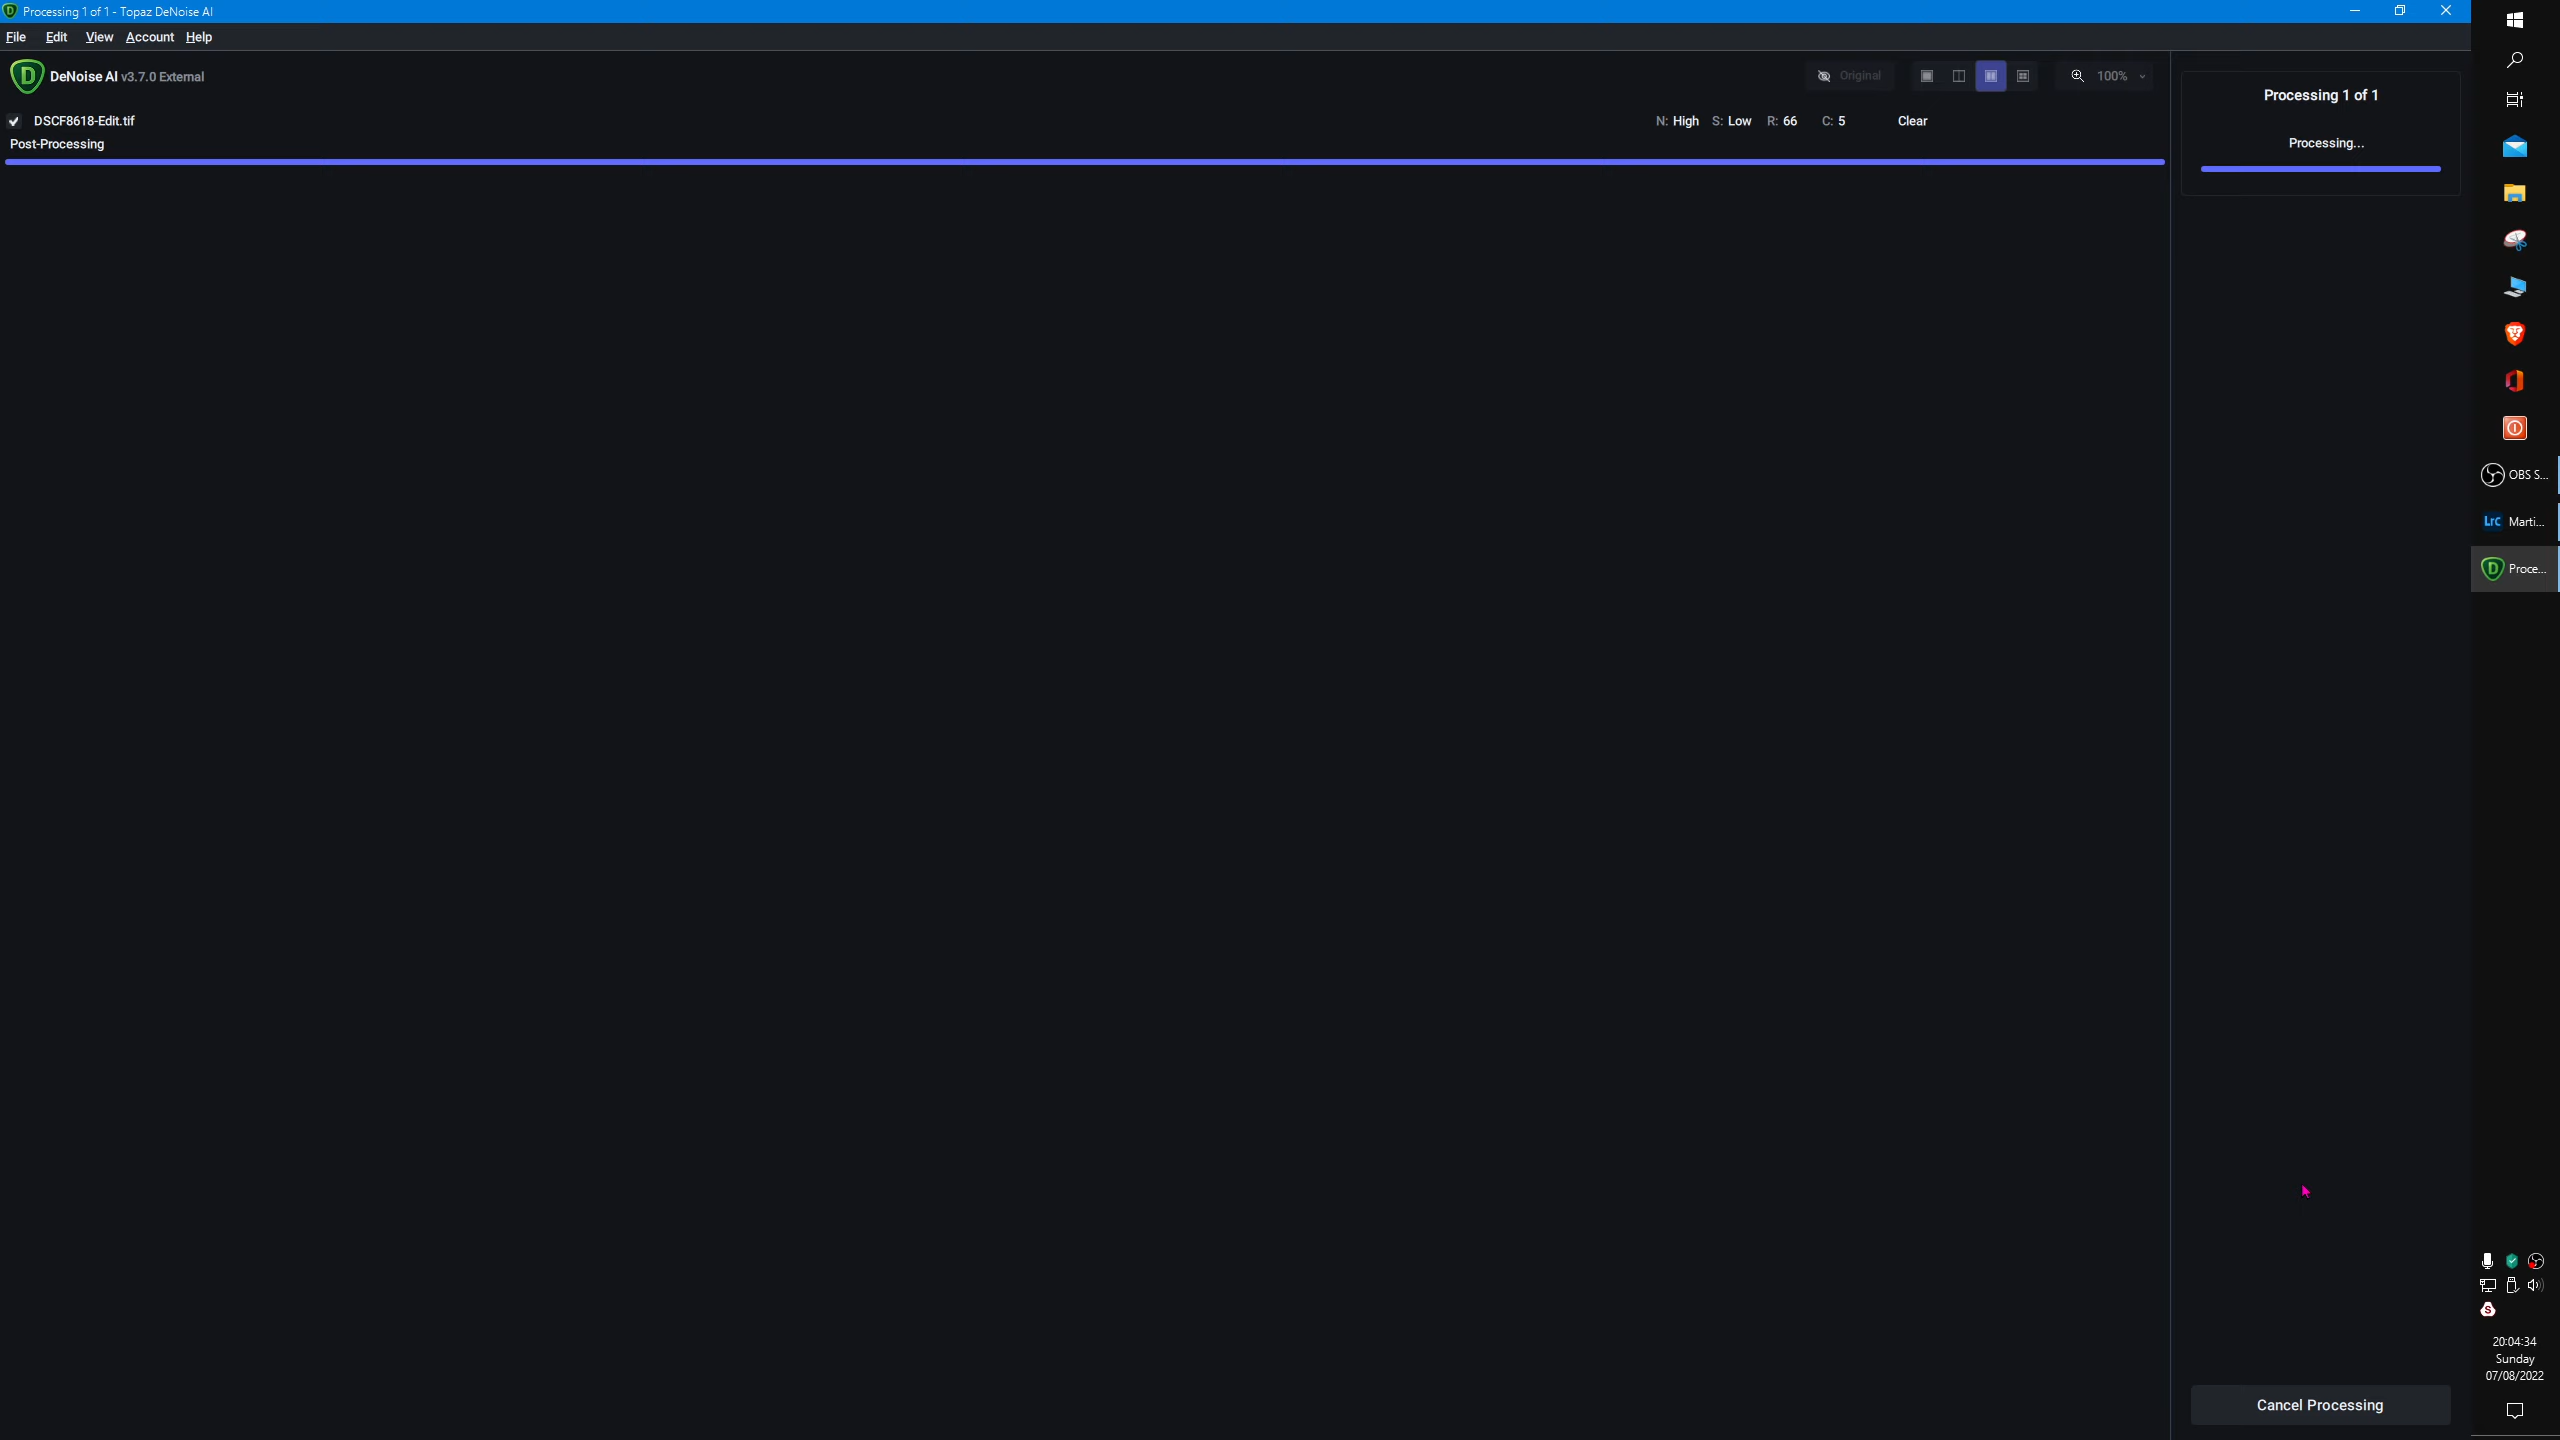 Processing 1 of 1 - Topaz DeNoise AI
File Edit View Account Help
DeNoise AI v3.7.0 External
Original
100%
DSCF8618-Edit.tif
N: High S: Low R: 66 C: 5 Clear
Post-Processing
Processing 1 of 1
Processing...
Cancel Processing
OBS S...
Lrc Marti...
D Proce...
20:04:34
Sunday
07/08/2022